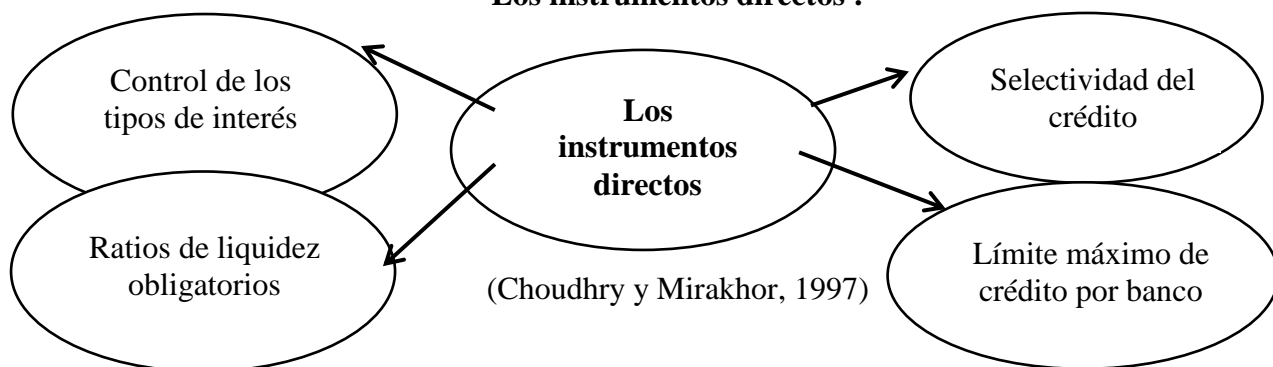 Los instrumentos directos :
Control de los
tipos de interés
Selectividad del
crédito
Los
instrumentos
directos
Ratios de liquidez
obligatorios
Límite máximo de
crédito por banco
(Choudhry y Mirakhor, 1997)